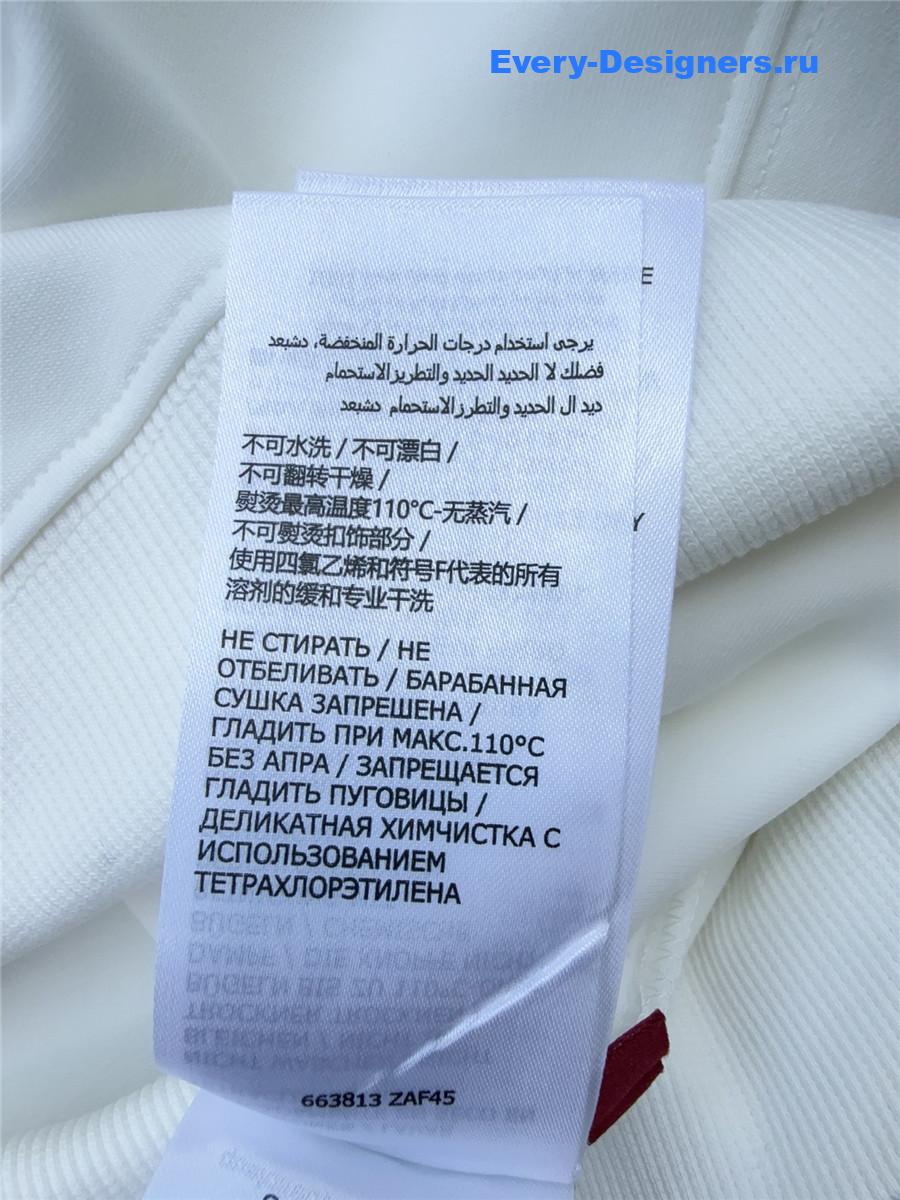 Every-Designers.ru
E
يرجى استخدام درجات الحرارة المنخفضة، دشبعد
فضلك لا الحديد الحديد والتطريزالاستحمام
ديد ال الحديد والتطرزالاستحمام دشبعد
不可水洗 / 不可漂白 /
不可翻转干燥 /
熨烫最高温度110°C-无蒸汽 /
Y
不可熨烫扣饰部分 /
使用四氯乙烯和符号F代表的所有
溶剂的缓和专业干洗
НЕ СТИРАТЬ / НЕ
ОТБЕЛИВАТЬ / БАРАБАННАЯ
СУШКА ЗАПРЕШЕНА /
ГЛАДИТЬ ПРИ МАКС.110°C
БЕЗ АПРА / ЗАПРЕЩАЕТСЯ
ГЛАДИТЬ ПУГОВИЦЫ /
ДЕЛИКАТНАЯ ХИМЧИСТКА С
ИСПОЛЬЗОВАНИЕМ
ТЕТРАХЛОРЭТИЛЕНА
663813 ZAF45